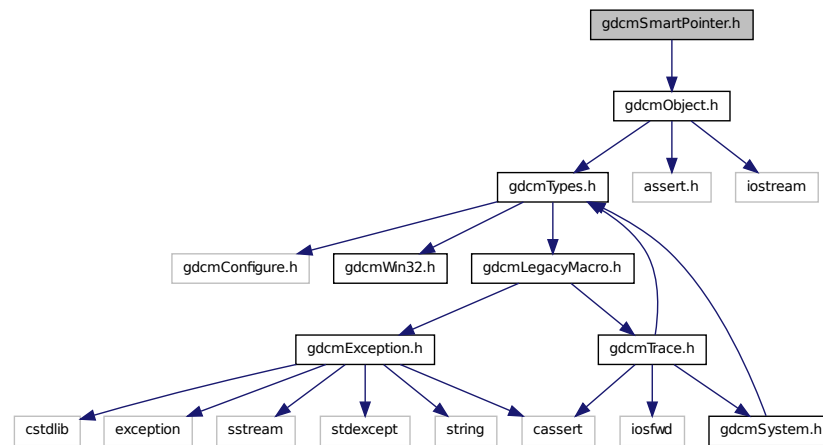 gdcmSmartPointer.h
gdcmObject.h
gdcmTypes.h
assert.h
iostream
gdcmConfigure.h
gdcmWin32.h
gdcmLegacyMacro.h
gdcmException.h
gdcmTrace.h
cstdlib
exception
sstream
stdexcept
string
cassert
iosfwd
gdcmSystem.h